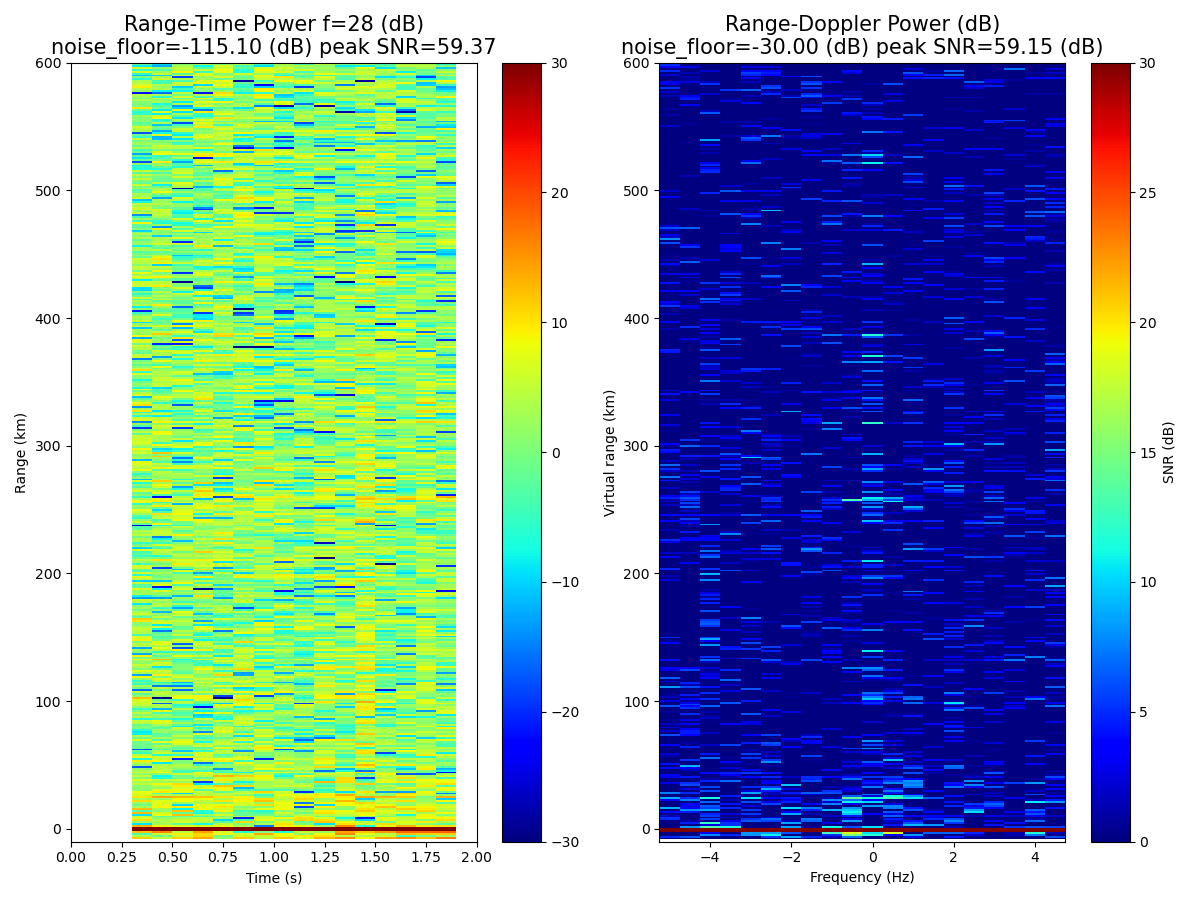 Range-Time Power f=28 (dB)
noise_floor=-115.10 (dB) peak SNR=59.37
600
500
400
300
200
100
0
Range (km)
0.00 0.25 0.50 0.75 1.00 1.25 1.50 1.75 2.00
Time (s)
30
20
10
0
−10
−20
−30
Range-Doppler Power (dB)
noise_floor=-30.00 (dB) peak SNR=59.15 (dB)
600
500
400
300
200
100
0
Virtual range (km)
−4 −2 0 2 4
Frequency (Hz)
30
25
20
15
10
5
0
SNR (dB)